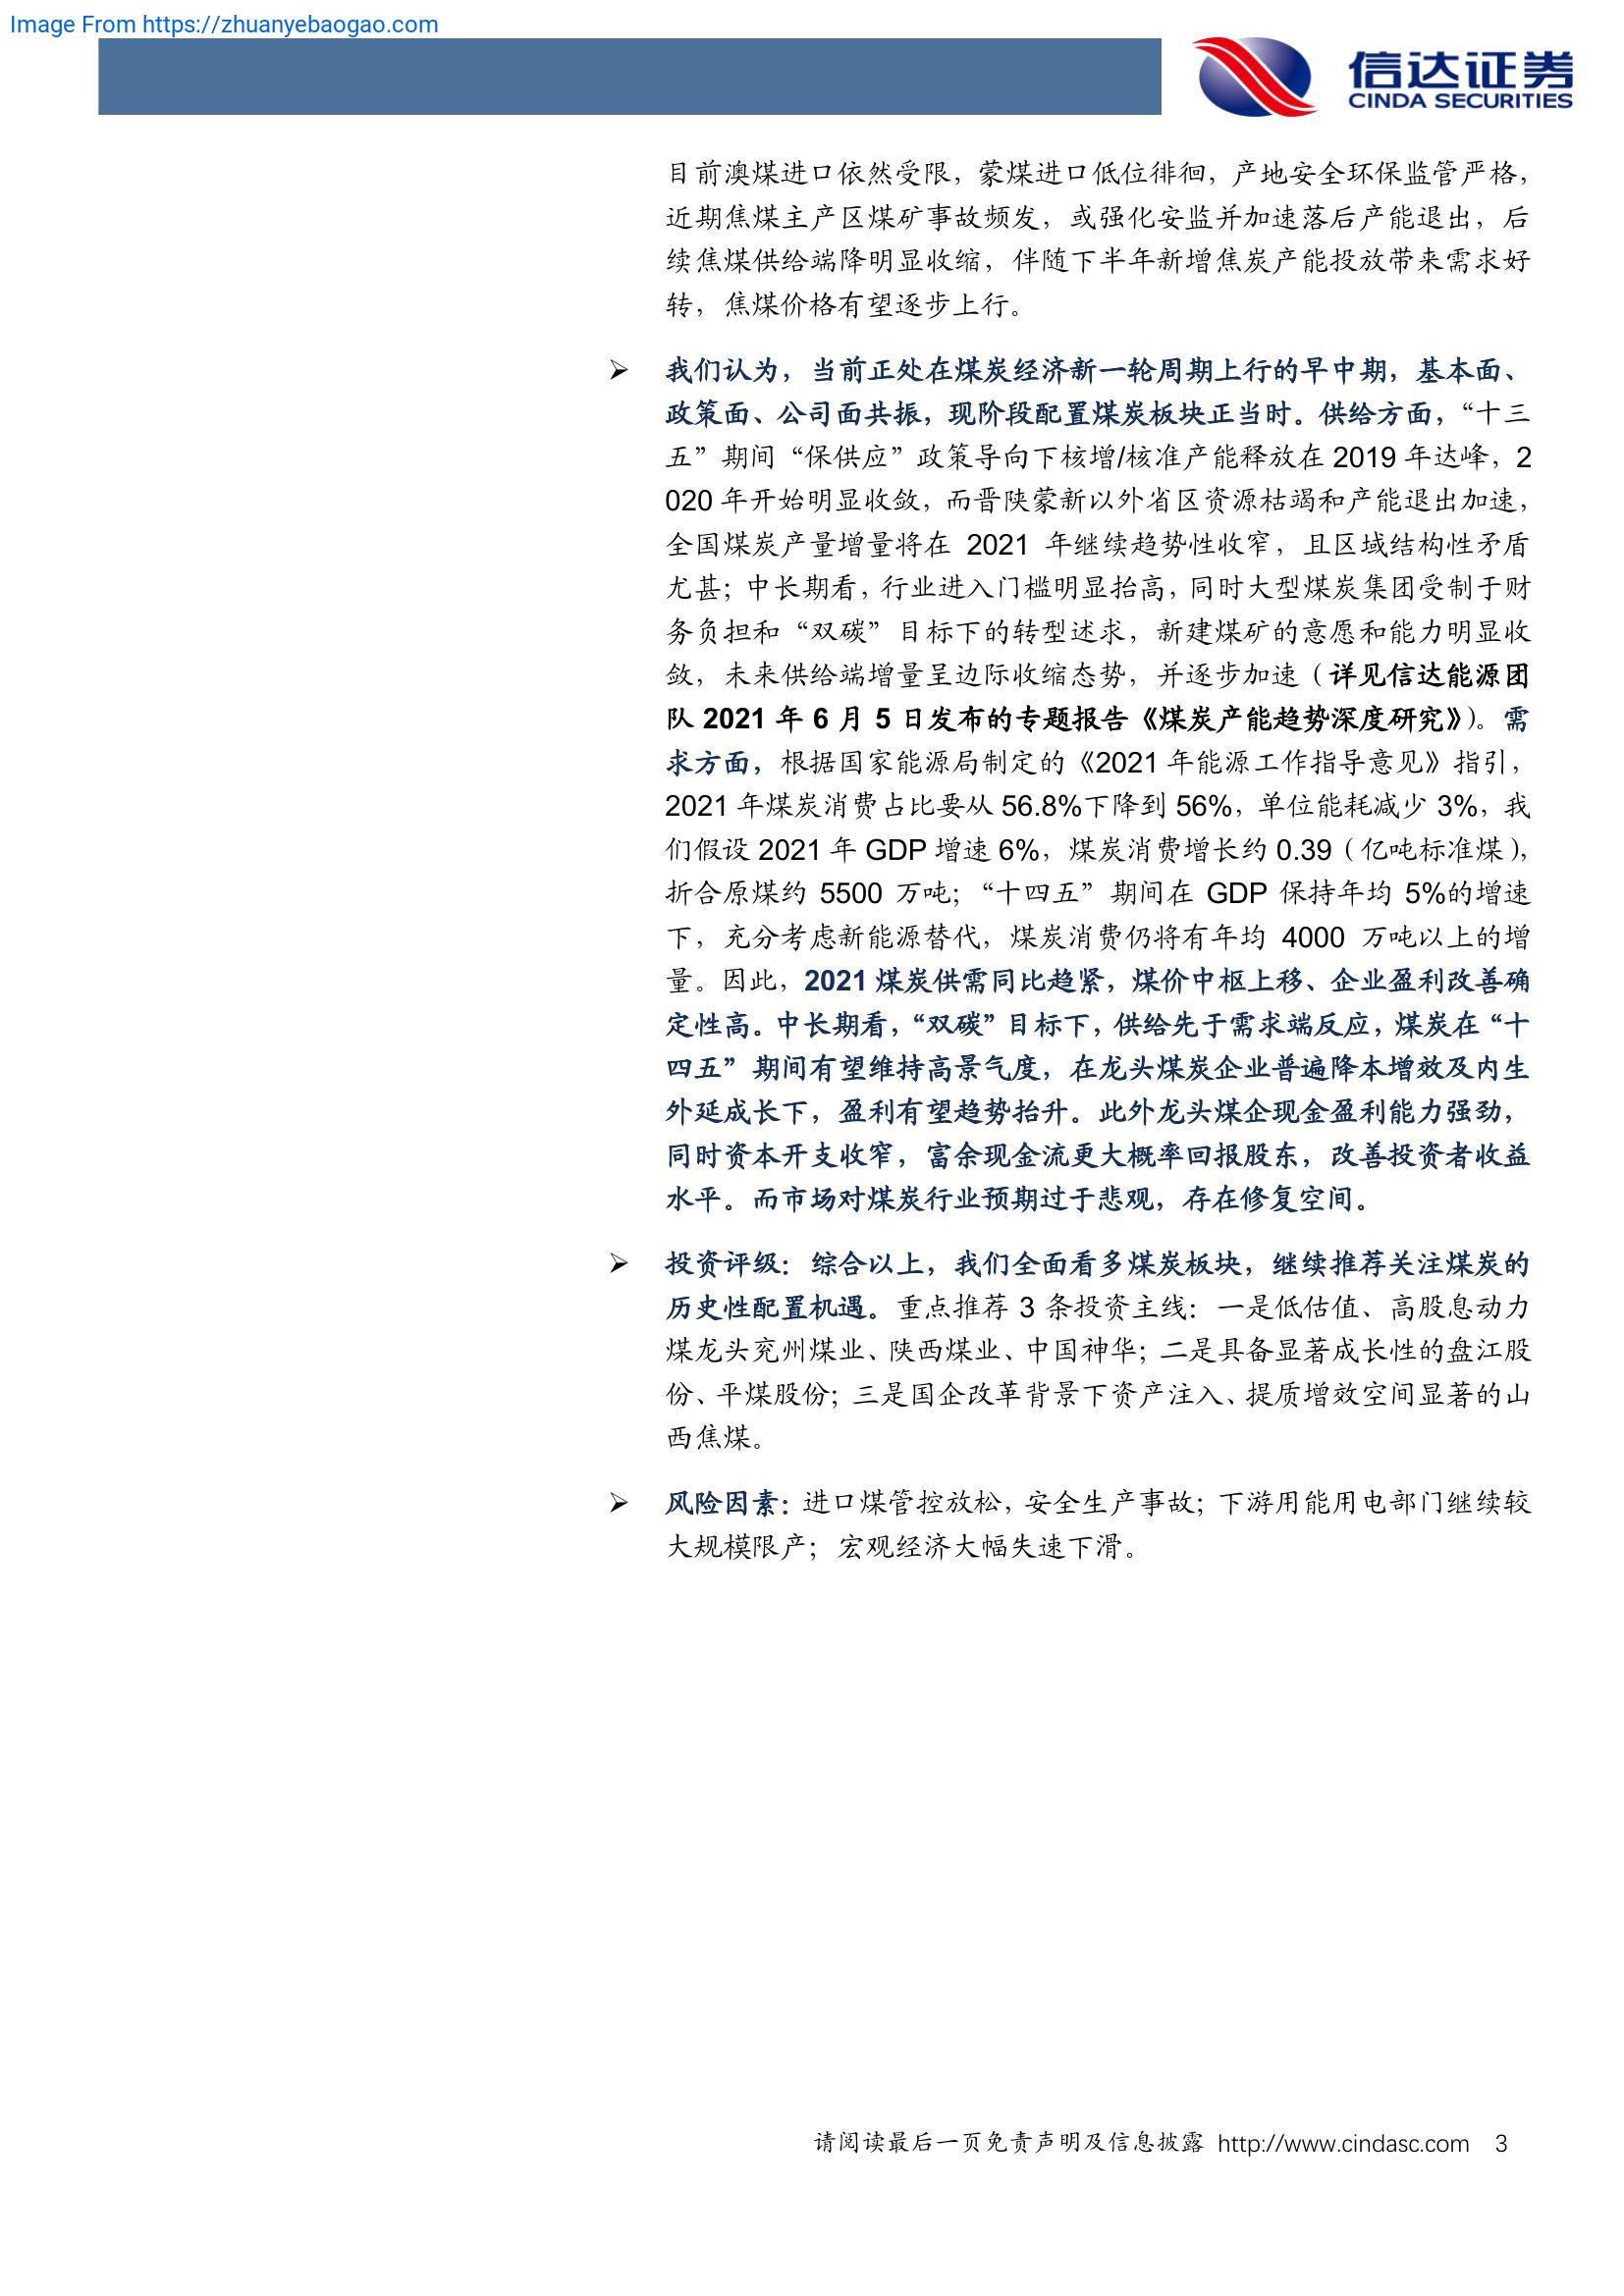 Image From https://zhuanyebaogao.com
信达证券
CINDA SECURITIES
目前澳煤进口依然受限，蒙煤进口低位徘徊，产地安全环保监管严格，
近期焦煤主产区煤矿事故频发，或强化安监并加速落后产能退出，后
续焦煤供给端降明显收缩，伴随下半年新增焦炭产能投放带来需求好
转，焦煤价格有望逐步上行。
➢ 我们认为，当前正处在煤炭经济新一轮周期上行的早中期，基本面、
政策面、公司面共振，现阶段配置煤炭板块正当时。供给方面，“十三
五”期间“保供应”政策导向下核增/核准产能释放在 2019 年达峰，2
020 年开始明显收敛，而晋陕蒙新以外省区资源枯竭和产能退出加速，
全国煤炭产量增量将在 2021 年继续趋势性收窄，且区域结构性矛盾
尤甚；中长期看，行业进入门槛明显抬高，同时大型煤炭集团受制于财
务负担和“双碳”目标下的转型述求，新建煤矿的意愿和能力明显收
敛，未来供给端增量呈边际收缩态势，并逐步加速（详见信达能源团
队 2021 年 6 月 5 日发布的专题报告《煤炭产能趋势深度研究》）。需
求方面，根据国家能源局制定的《2021 年能源工作指导意见》指引，
2021 年煤炭消费占比要从 56.8%下降到 56%，单位能耗减少 3%，我
们假设 2021 年 GDP 增速 6%，煤炭消费增长约 0.39（亿吨标准煤），
折合原煤约 5500 万吨；“十四五”期间在 GDP 保持年均 5%的增速
下，充分考虑新能源替代，煤炭消费仍将有年均 4000 万吨以上的增
量。因此，2021 煤炭供需同比趋紧，煤价中枢上移、企业盈利改善确
定性高。中长期看，“双碳”目标下，供给先于需求端反应，煤炭在“十
四五”期间有望维持高景气度，在龙头煤炭企业普遍降本增效及内生
外延成长下，盈利有望趋势抬升。此外龙头煤企现金盈利能力强劲，
同时资本开支收窄，富余现金流更大概率回报股东，改善投资者收益
水平。而市场对煤炭行业预期过于悲观，存在修复空间。
➢ 投资评级：综合以上，我们全面看多煤炭板块，继续推荐关注煤炭的
历史性配置机遇。重点推荐 3 条投资主线：一是低估值、高股息动力
煤龙头兖州煤业、陕西煤业、中国神华；二是具备显著成长性的盘江股
份、平煤股份；三是国企改革背景下资产注入、提质增效空间显著的山
西焦煤。
➢ 风险因素：进口煤管控放松，安全生产事故；下游用能用电部门继续较
大规模限产；宏观经济大幅失速下滑。
请阅读最后一页免责声明及信息披露 http://www.cindasc.com 3